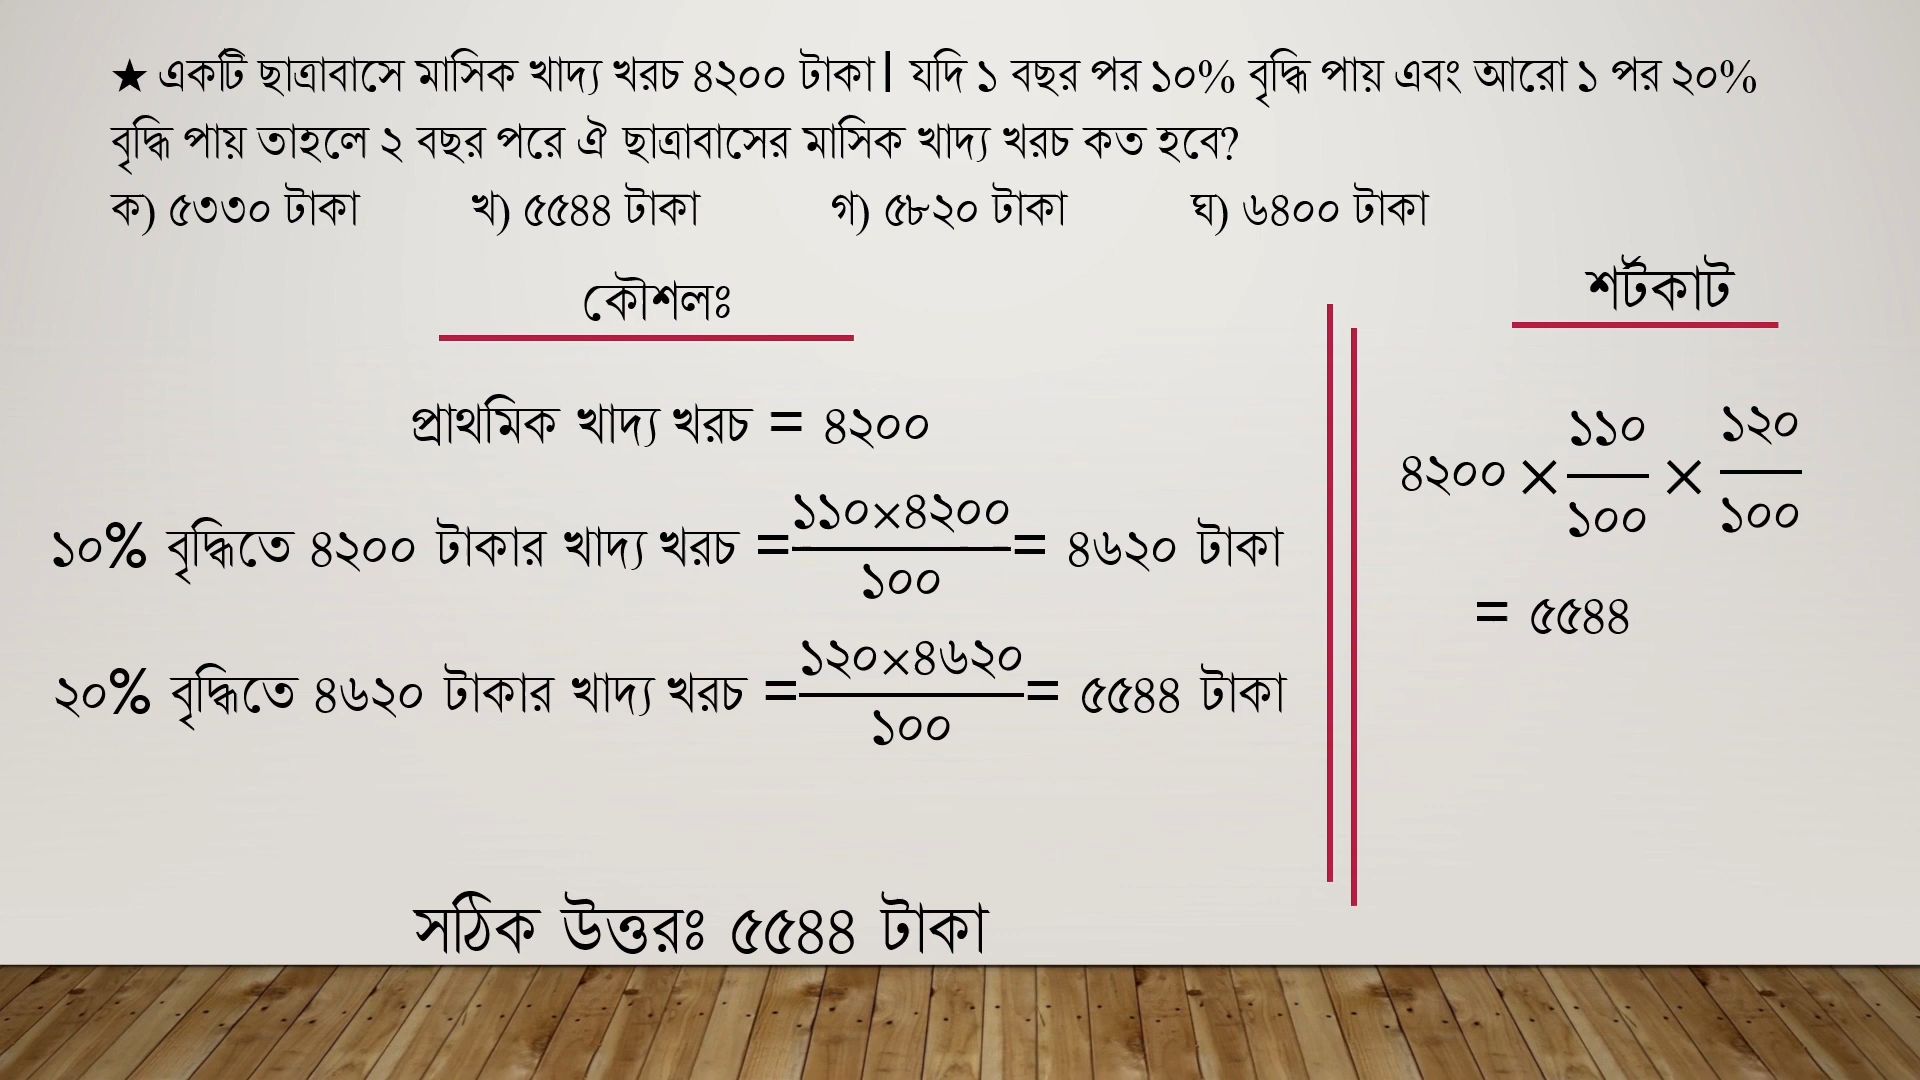 ★ একটি ছাত্রাবাসে মাসিক খাদ্য খরচ ৪২০০ টাকা। যদি ১ বছর পর ১০% বৃদ্ধি পায় এবং আরো ১ পর ২০%
বৃদ্ধি পায় তাহলে ২ বছর পরে ঐ ছাত্রাবাসের মাসিক খাদ্য খরচ কত হবে?
ক) ৫৩৩০ টাকা খ) ৫৫৪৪ টাকা গ) ৫৮২০ টাকা ঘ) ৬৪০০ টাকা
কৌশলঃ
প্রাথমিক খাদ্য খরচ = ৪২০০
১০% বৃদ্ধিতে ৪২০০ টাকার খাদ্য খরচ = ১১০×৪২০০/১০০ = ৪৬২০ টাকা
২০% বৃদ্ধিতে ৪৬২০ টাকার খাদ্য খরচ = ১২০×৪৬২০/১০০ = ৫৫৪৪ টাকা
শর্টকাট
৪২০০ × ১১০/১০০ × ১২০/১০০
= ৫৫৪৪
সঠিক উত্তরঃ ৫৫৪৪ টাকা